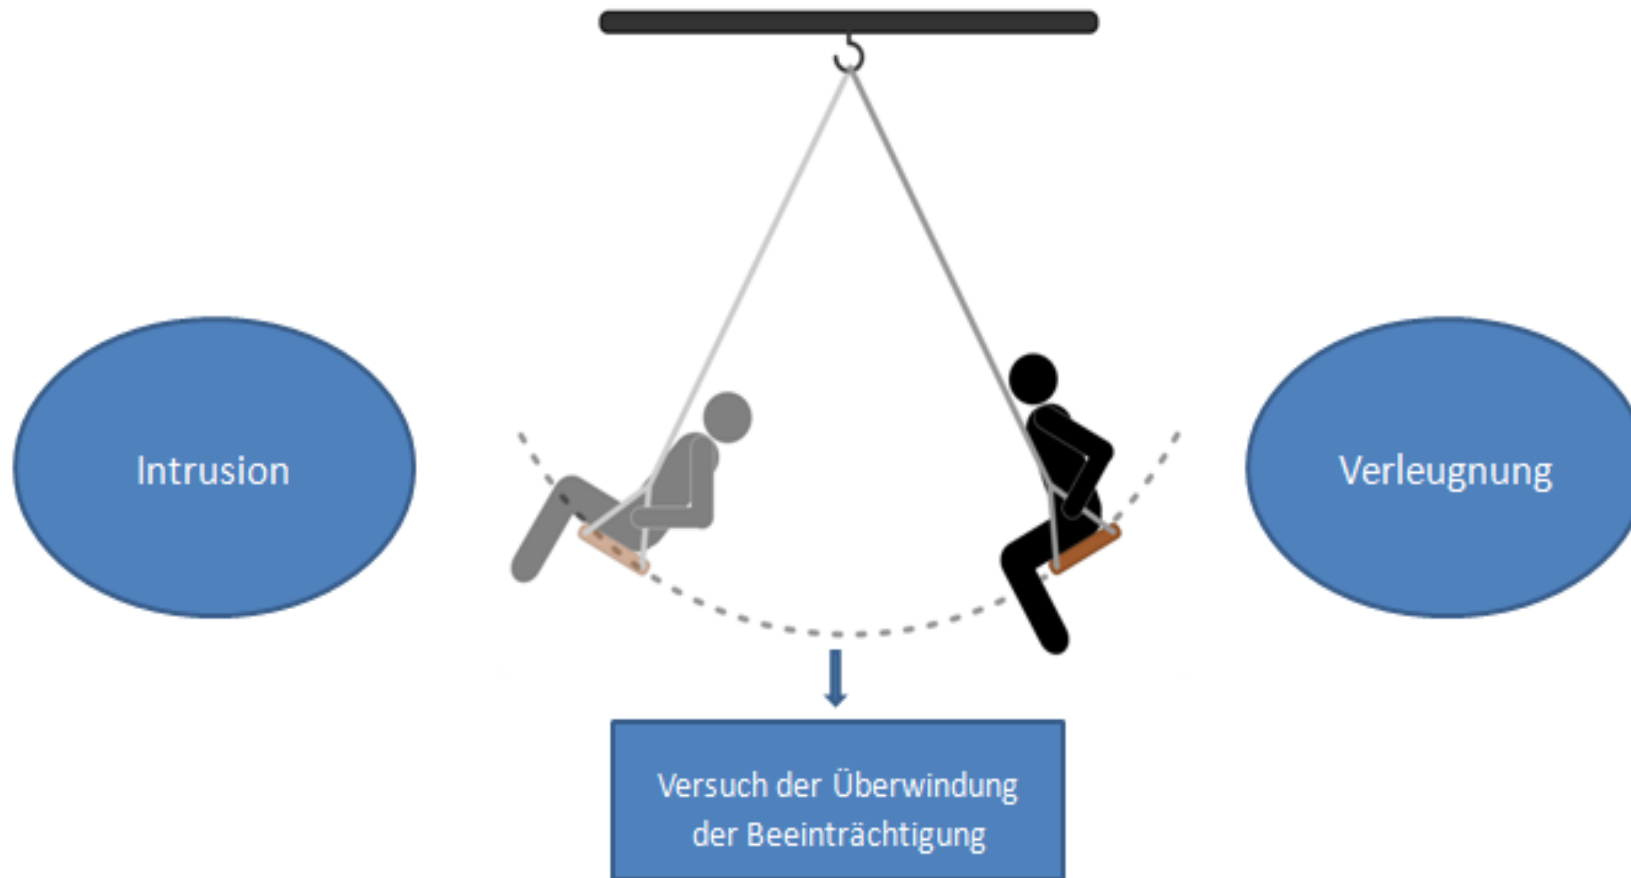 Intrusion
Verleugnung
Versuch der Überwindung
der Beeinträchtigung